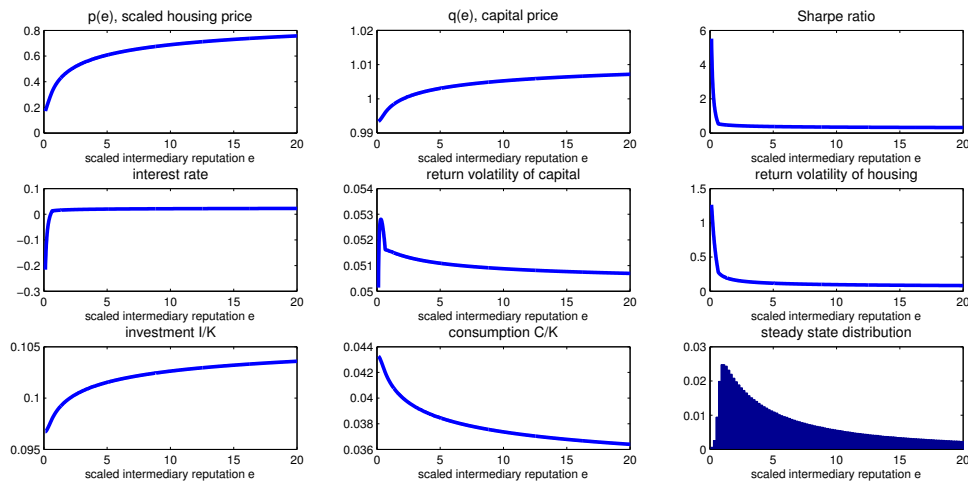 p(e), scaled housing price
0.8
0.6
0.4
0.2
0
0 5 10 15 20
scaled intermediary reputation e
q(e), capital price
1.02
1.01
1
0.99
0 5 10 15 20
scaled intermediary reputation e
Sharpe ratio
6
4
2
0
0 5 10 15 20
scaled intermediary reputation e
interest rate
0.1
0
−0.1
−0.2
−0.3
0 5 10 15 20
scaled intermediary reputation e
return volatility of capital
0.054
0.053
0.052
0.051
0.05
0 5 10 15 20
scaled intermediary reputation e
return volatility of housing
1.5
1
0.5
0
0 5 10 15 20
scaled intermediary reputation e
investment I/K
0.105
0.1
0.095
0 5 10 15 20
scaled intermediary reputation e
consumption C/K
0.044
0.042
0.04
0.038
0.036
0 5 10 15 20
scaled intermediary reputation e
steady state distribution
0.03
0.02
0.01
0
0 5 10 15 20
scaled intermediary reputation e